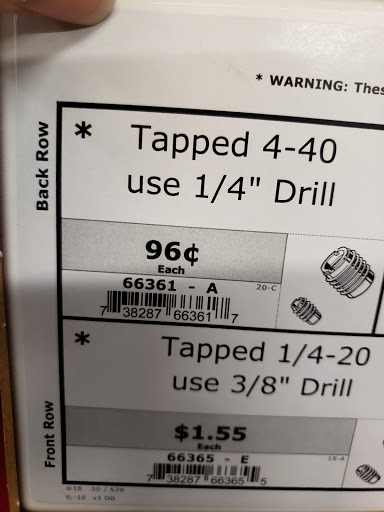 * WARNING: Thes
Back Row
* Tapped 4-40
use 1/4" Drill
96¢
Each
66361 - A
20-C
7 38287 66361 7
* Tapped 1/4-20
use 3/8" Drill
Front Row
$1.55
Each
66365 - E
15-A
7 38287 66365 5